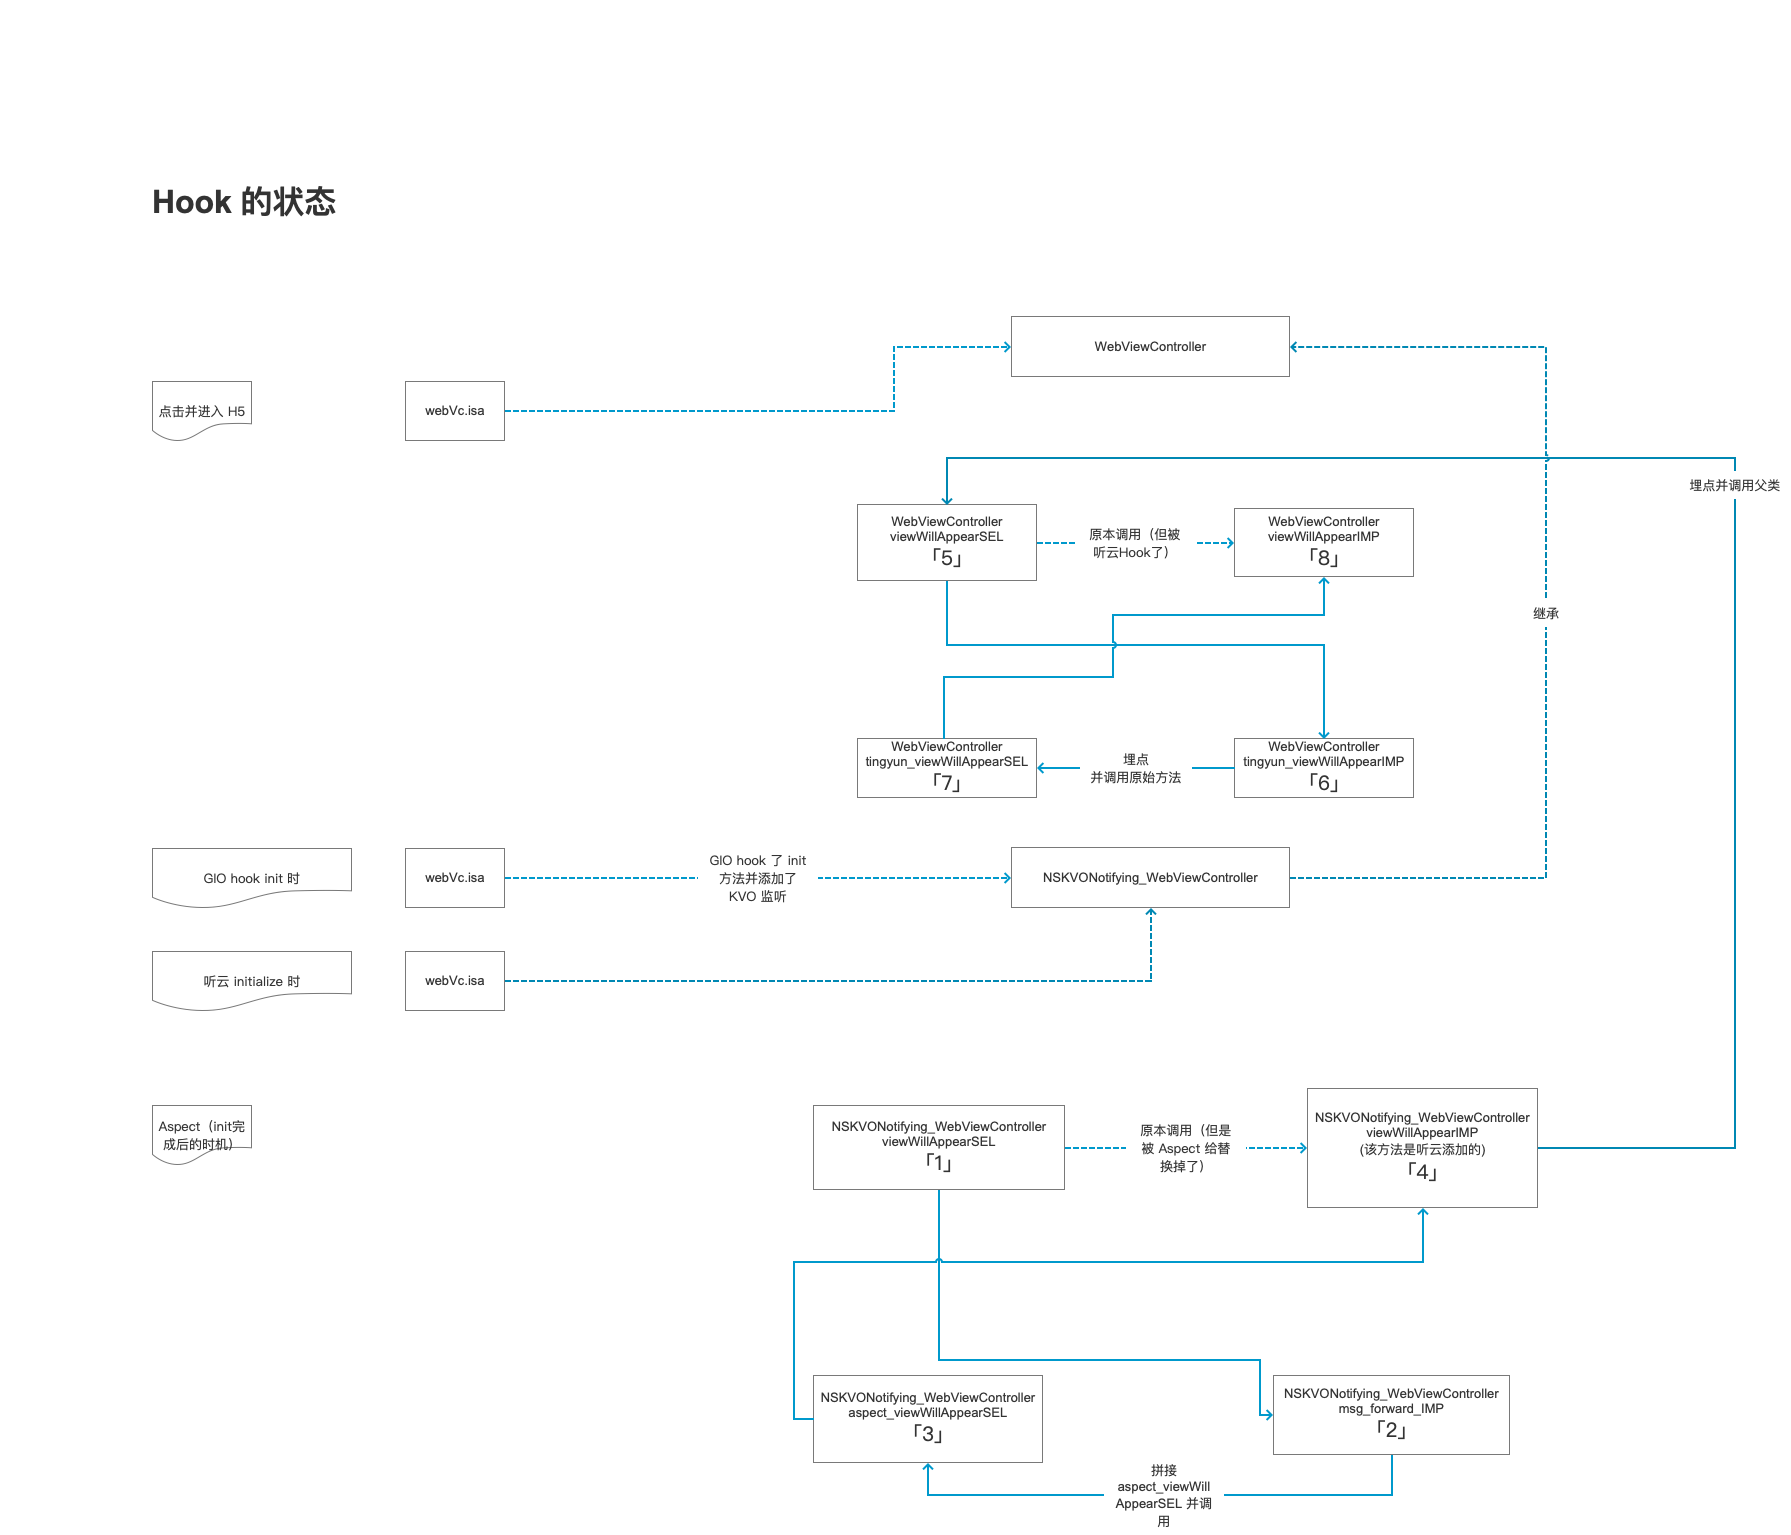 Hook 的状态
WebViewController
点击并进入 H5
webVc.isa
埋点并调用父类
WebViewController
viewWillAppearSEL
「5」
原本调用（但被
听云Hook了）
WebViewController
viewWillAppearIMP
「8」
继承
WebViewController
tingyun_viewWillAppearSEL
「7」
埋点
并调用原始方法
WebViewController
tingyun_viewWillAppearIMP
「6」
GIO hook init 时
webVc.isa
GIO hook 了 init
方法并添加了
KVO 监听
NSKVONotifying_WebViewController
听云 initialize 时
webVc.isa
Aspect（init完
成后的时机）
NSKVONotifying_WebViewController
viewWillAppearSEL
「1」
原本调用（但是
被 Aspect 给替
换掉了）
NSKVONotifying_WebViewController
viewWillAppearIMP
(该方法是听云添加的)
「4」
NSKVONotifying_WebViewController
aspect_viewWillAppearSEL
「3」
NSKVONotifying_WebViewController
msg_forward_IMP
「2」
拼接
aspect_viewWill
AppearSEL 并调
用